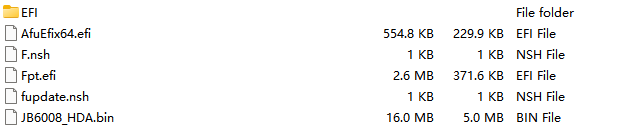 EFI File folder
AfuEfix64.efi 554.8 KB 229.9 KB EFI File
F.nsh 1 KB 1 KB NSH File
Fpt.efi 2.6 MB 371.6 KB EFI File
fupdate.nsh 1 KB 1 KB NSH File
JB6008_HDA.bin 16.0 MB 5.0 MB BIN File